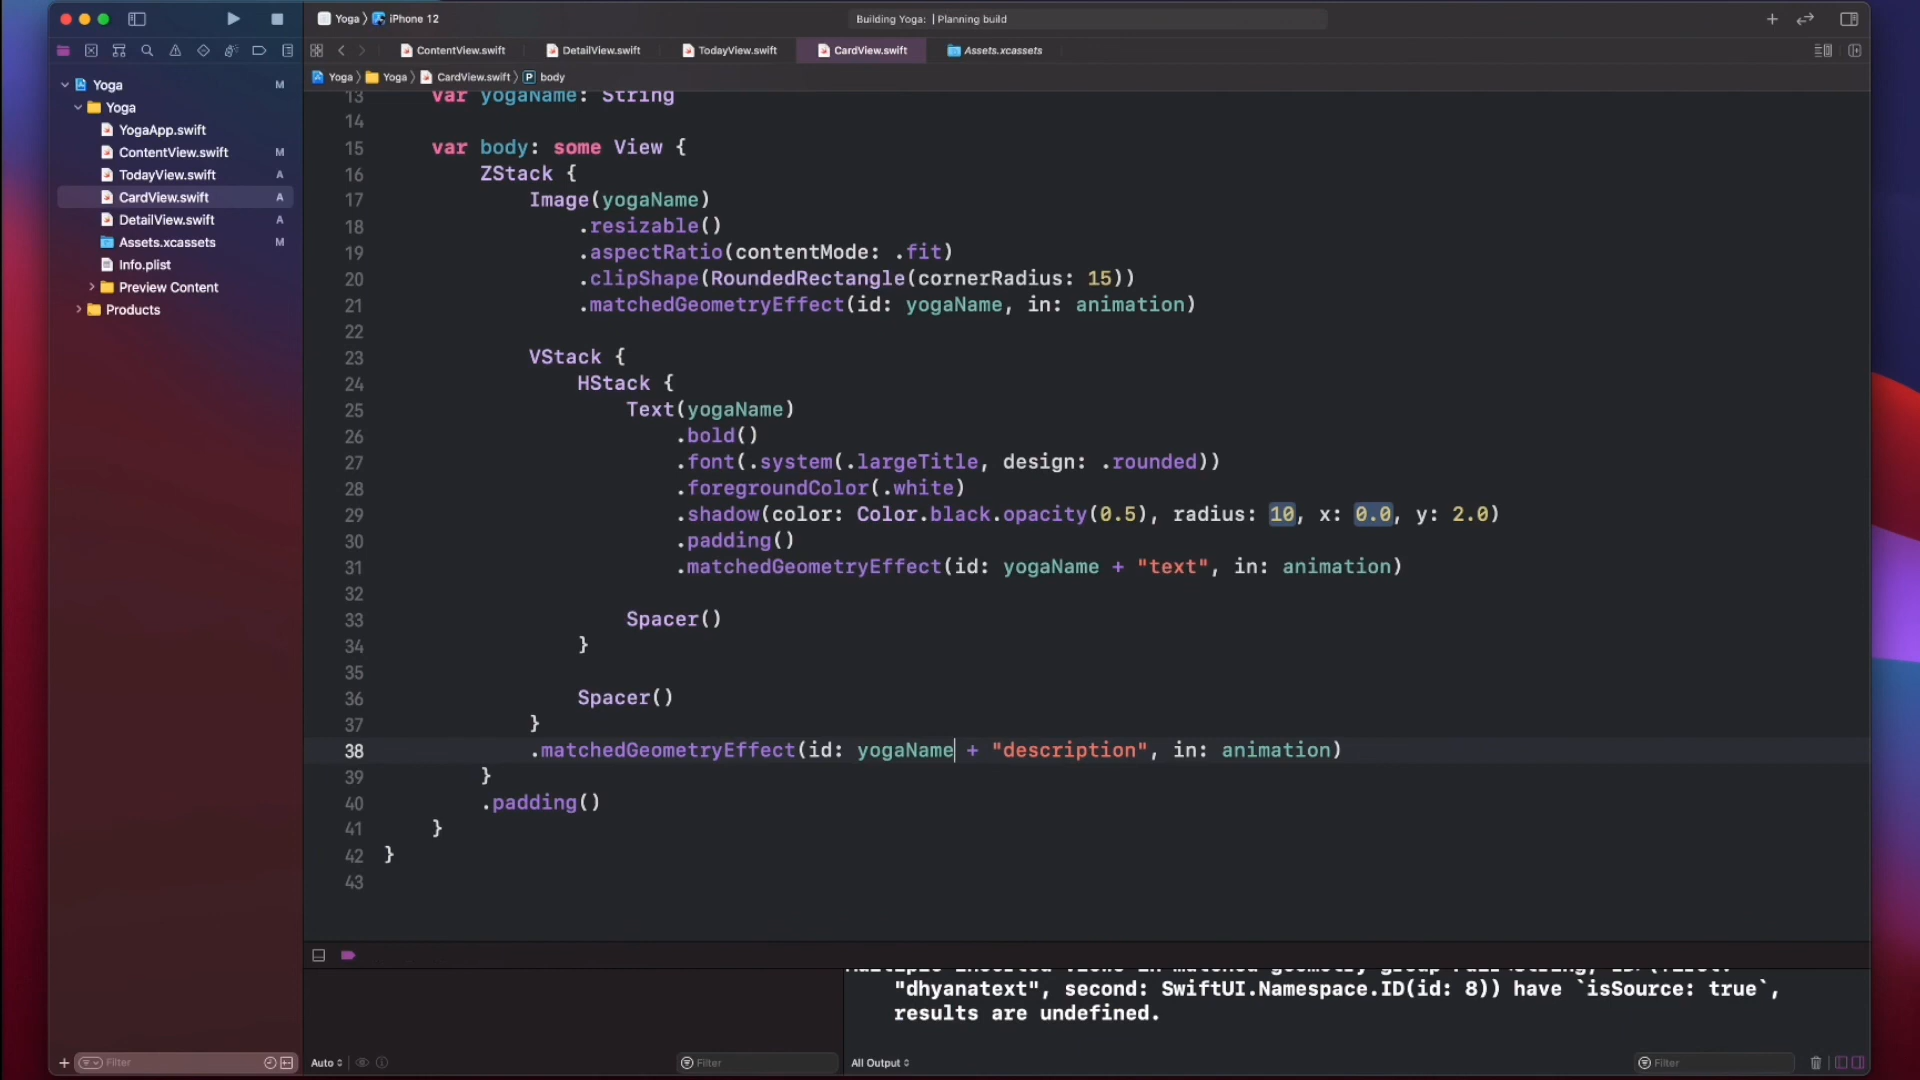 Yoga 〉 iPhone 12
Building Yoga: | Planning build
ContentView.swift
DetailView.swift
TodayView.swift
CardView.swift
Assets.xcassets
Yoga 〉 Yoga 〉 CardView.swift 〉 P body
Yoga M
Yoga
YogaApp.swift
ContentView.swift M
TodayView.swift A
CardView.swift A
DetailView.swift A
Assets.xcassets M
Info.plist
Preview Content
Products
13 var yogaName: String
14
15 var body: some View {
16 ZStack {
17 Image(yogaName)
18 .resizable()
19 .aspectRatio(contentMode: .fit)
20 .clipShape(RoundedRectangle(cornerRadius: 15))
21 .matchedGeometryEffect(id: yogaName, in: animation)
22
23 VStack {
24 HStack {
25 Text(yogaName)
26 .bold()
27 .font(.system(.largeTitle, design: .rounded))
28 .foregroundColor(.white)
29 .shadow(color: Color.black.opacity(0.5), radius: 10, x: 0.0, y: 2.0)
30 .padding()
31 .matchedGeometryEffect(id: yogaName + "text", in: animation)
32
33 Spacer()
34 }
35
36 Spacer()
37 }
38 .matchedGeometryEffect(id: yogaName + "description", in: animation)
39 }
40 .padding()
41 }
42 }
43
"dhyanatext", second: SwiftUI.Namespace.ID(id: 8)) have `isSource: true`,
results are undefined.
Filter
Auto
Filter
All Output
Filter